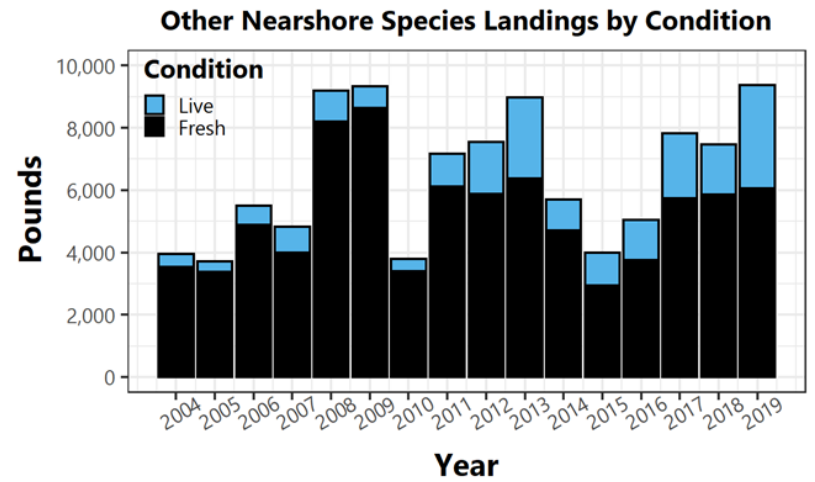 Other Nearshore Species Landings by Condition
Condition
Live
Fresh
10,000
8,000
6,000
4,000
2,000
0
Pounds
2004 2005 2006 2007 2008 2009 2010 2011 2012 2013 2014 2015 2016 2017 2018 2019
Year